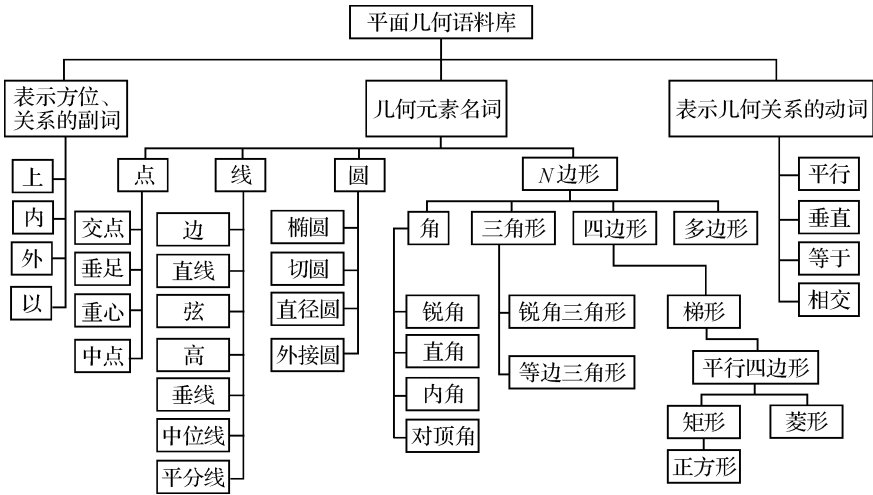 平面几何语料库
表示方位、
关系的副词
几何元素名词
表示几何关系的动词
上
内
外
以
点
线
圆
N边形
交点
垂足
重心
中点
边
直线
弦
高
垂线
中位线
平分线
椭圆
切圆
直径圆
外接圆
角
三角形
四边形
多边形
锐角
直角
内角
对顶角
锐角三角形
等边三角形
梯形
平行四边形
矩形
菱形
正方形
平行
垂直
等于
相交